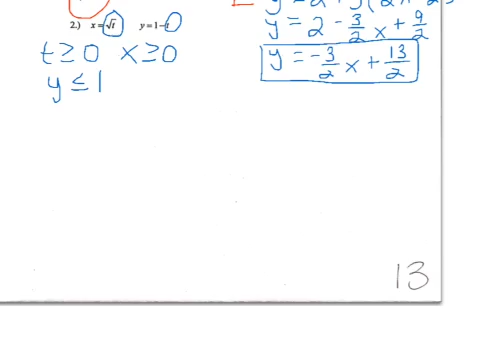 2.) x = √t   y = 1 - t
t ≥ 0   x ≥ 0
y ≤ 1
y = 2 - 3/2 x + 9/2
y = -3/2 x + 13/2
13